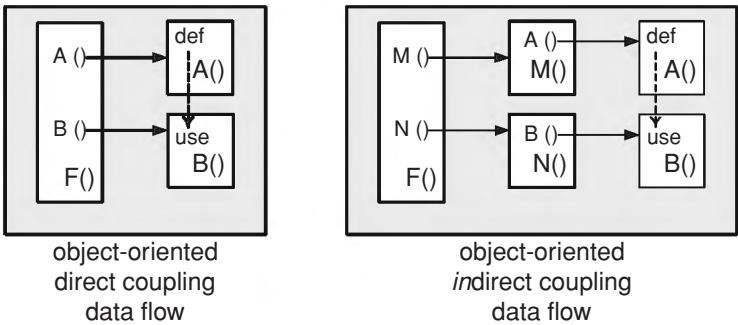 A ()
B ()
F()
def
A()
use
B()
object-oriented
direct coupling
data flow
M ()
N ()
F()
A ()
M()
B ()
N()
def
A()
use
B()
object-oriented
indirect coupling
data flow